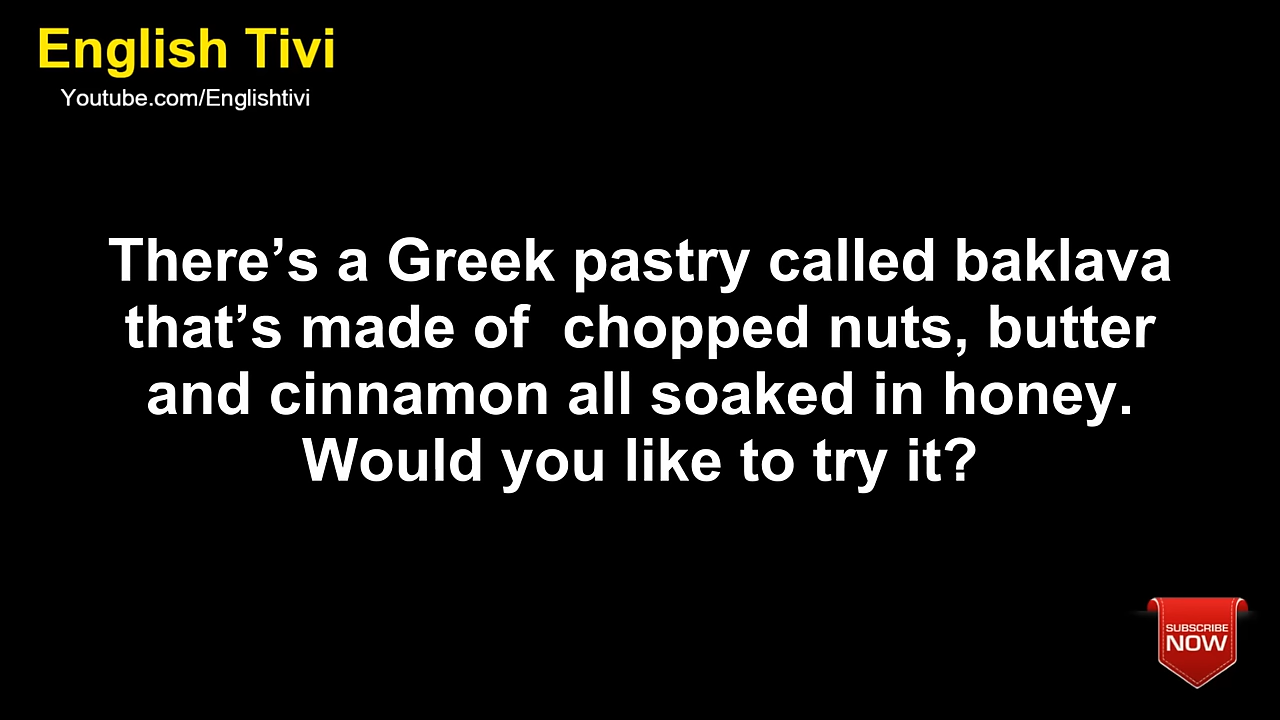 English Tivi
Youtube.com/Englishtivi
There’s a Greek pastry called baklava
that’s made of  chopped nuts, butter
and cinnamon all soaked in honey.
Would you like to try it?
SUBSCRIBE
NOW